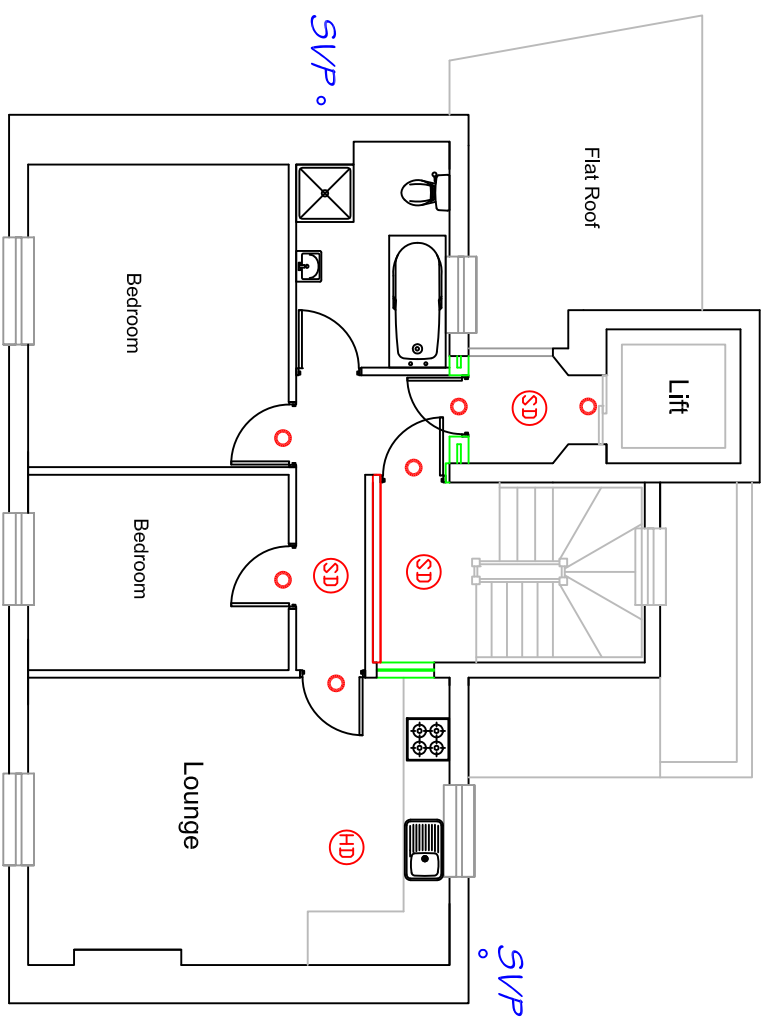 SVP
Flat Roof
Bedroom
Lift
SD
Bedroom
SD
SD
Lounge
HD
SVP